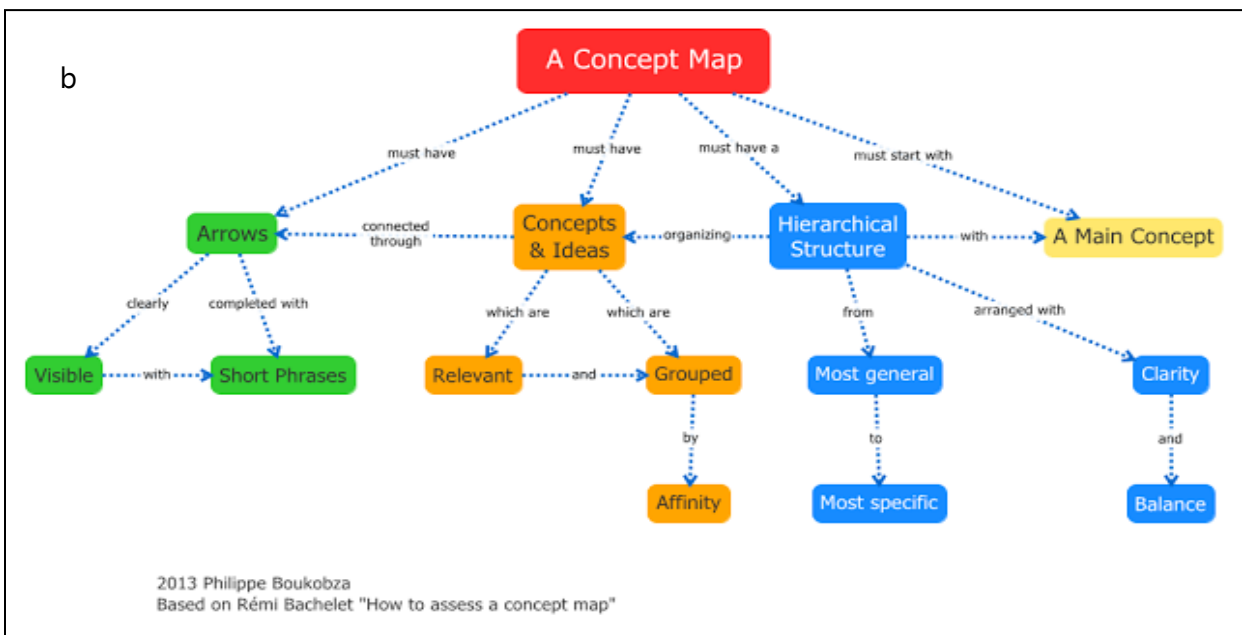 A Concept Map
b
must have
must have
must have a
must start with
Arrows
connected
through
Concepts
& Ideas
organizing
Hierarchical
Structure
with
A Main Concept
clearly
completed with
which are
which are
from
arranged with
Visible
with
Short Phrases
Relevant
and
Grouped
Most general
Clarity
by
to
and
Affinity
Most specific
Balance
2013 Philippe Boukobza
Based on Rémi Bachelet "How to assess a concept map"